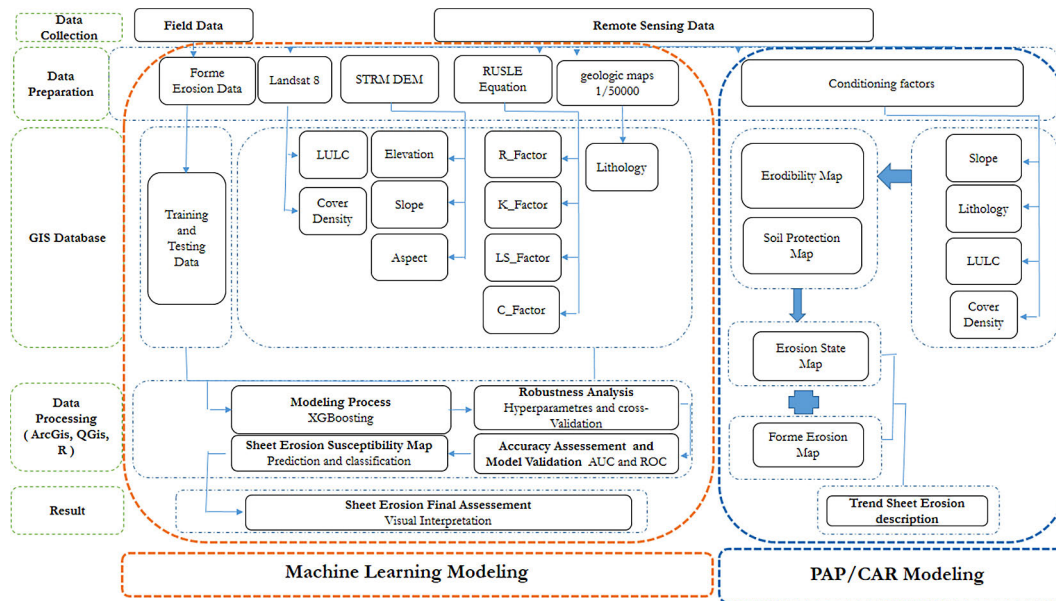 Data
Collection
Field Data
Remote Sensing Data
Data
Preparation
Forme
Erosion Data
Landsat 8
STRM DEM
RUSLE
Equation
geologic maps
1/50000
Conditioning factors
GIS Database
Training
and
Testing
Data
LULC
Cover
Density
Elevation
Slope
Aspect
R_Factor
K_Factor
LS_Factor
C_Factor
Lithology
Erodibility Map
Soil Protection
Map
Slope
Lithology
LULC
Cover
Density
Erosion State
Map
Forme Erosion
Map
Data
Processing
( ArcGis, QGis,
R )
Modeling Process
XGBoosting
Robustness Analysis
Hyperparametres and cross-
Validation
Sheet Erosion Susceptibility Map
Prediction and classification
Accuracy Assessment and
Model Validation AUC and ROC
Result
Sheet Erosion Final Assessment
Visual Interpretation
Trend Sheet Erosion
description
Machine Learning Modeling
PAP/CAR Modeling